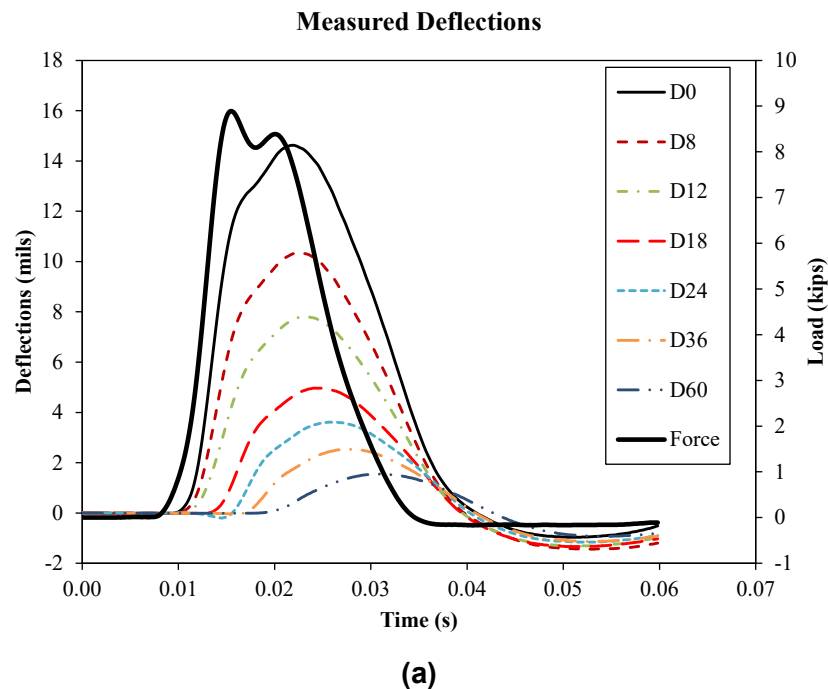 Measured Deflections
18
16
14
12
10
8
6
4
2
0
-2
Deflections (mils)
10
9
8
7
6
5
4
3
2
1
0
-1
Load (kips)
D0
D8
D12
D18
D24
D36
D60
Force
0.00 0.01 0.02 0.03 0.04 0.05 0.06 0.07
Time (s)
(a)